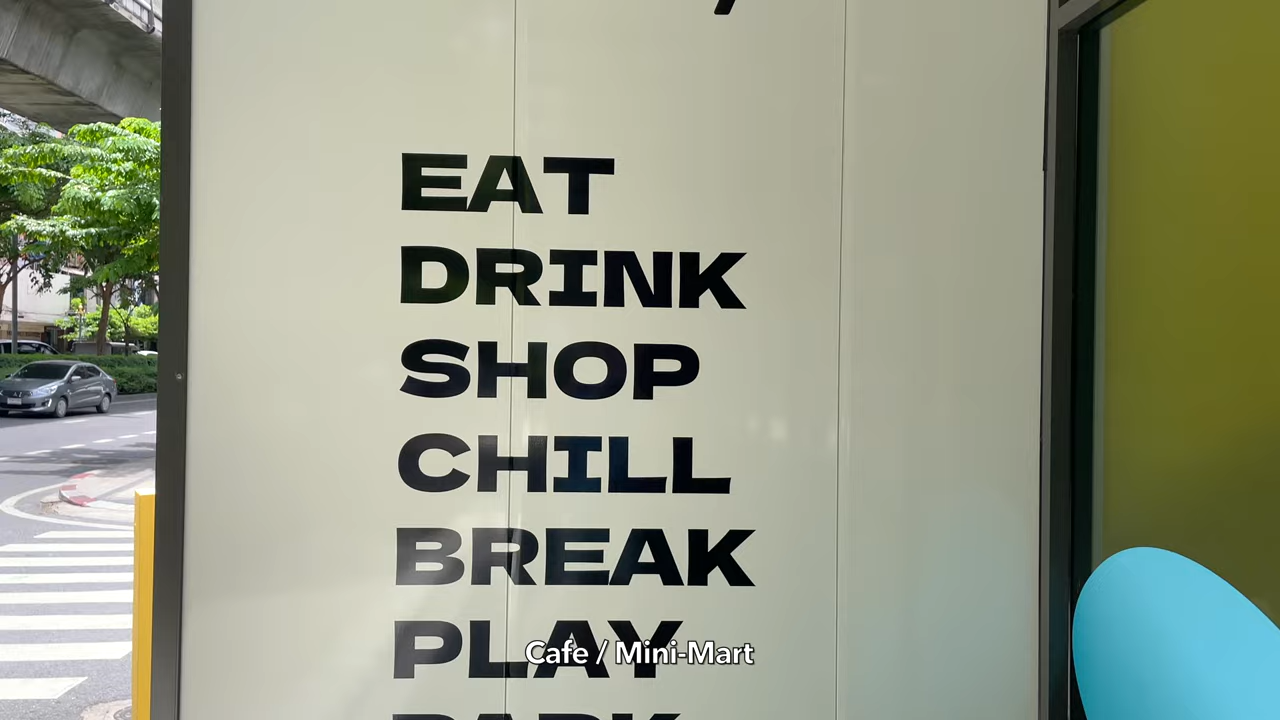 EAT
DRINK
SHOP
CHILL
BREAK
PLAY
Cafe / Mini-Mart
PARK